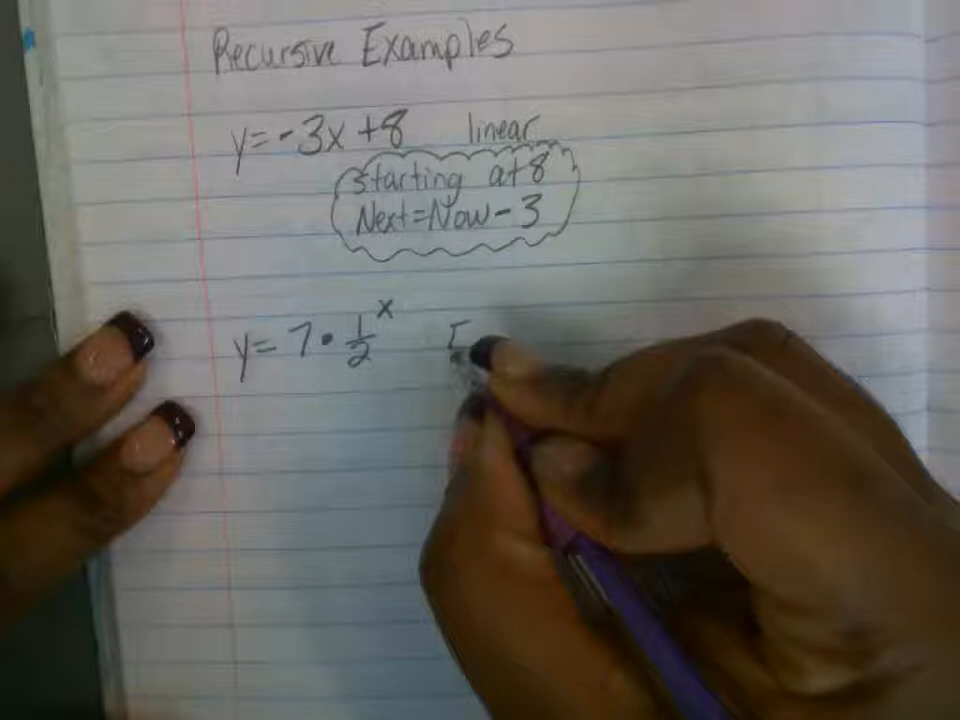 Recursive Examples
y = -3x + 8 linear
Starting at 8
Next = Now - 3
y = 7 • 1/2^x